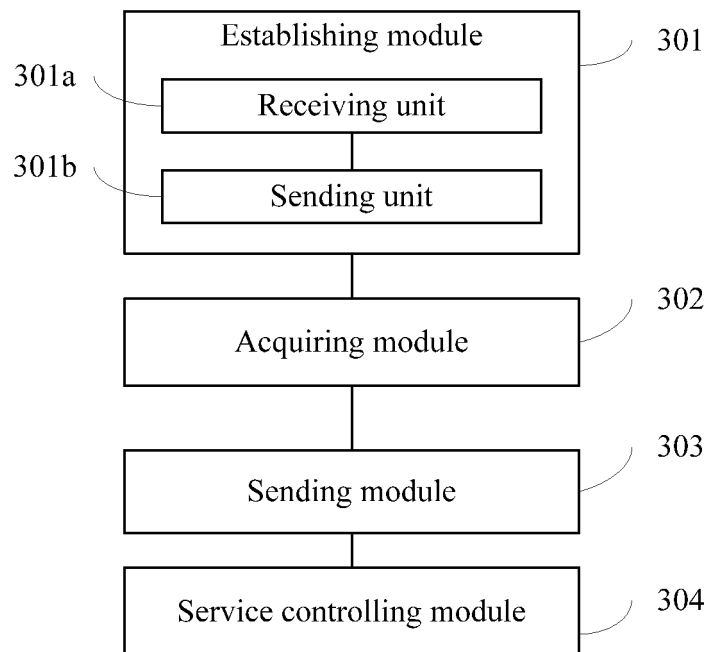 Establishing module
301
301a
Receiving unit
301b
Sending unit
302
Acquiring module
303
Sending module
304
Service controlling module